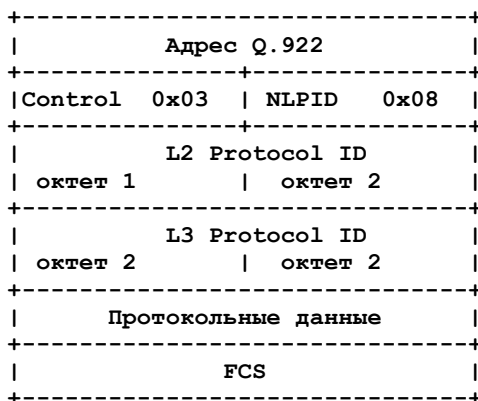 +-------------------------------+
|          Адрес Q.922          |
+---------------+---------------+
|Control  0x03  | NLPID    0x08 |
+---------------+---------------+
|          L2 Protocol ID       |
| октет 1       |  октет 2      |
+-------------------------------+
|          L3 Protocol ID       |
| октет 2       |  октет 2      |
+-------------------------------+
|      Протокольные данные      |
+-------------------------------+
|              FCS              |
+-------------------------------+